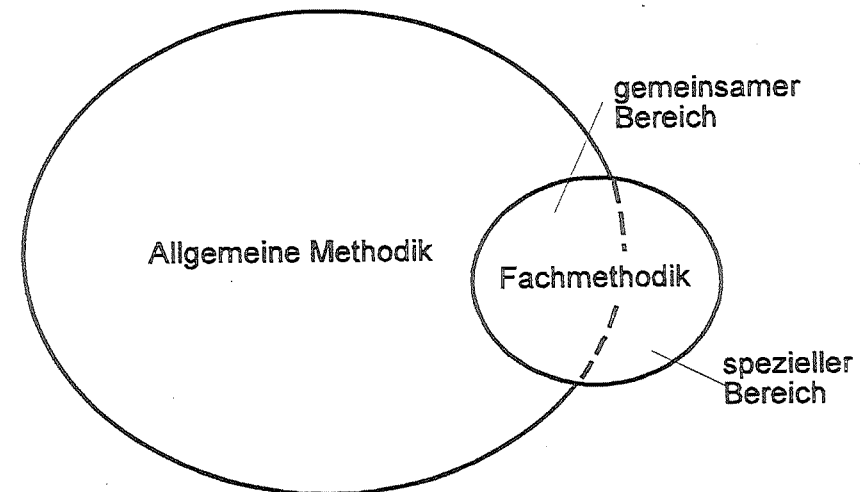 gemeinsamer
Bereich
Allgemeine Methodik
Fachmethodik
spezieller
Bereich